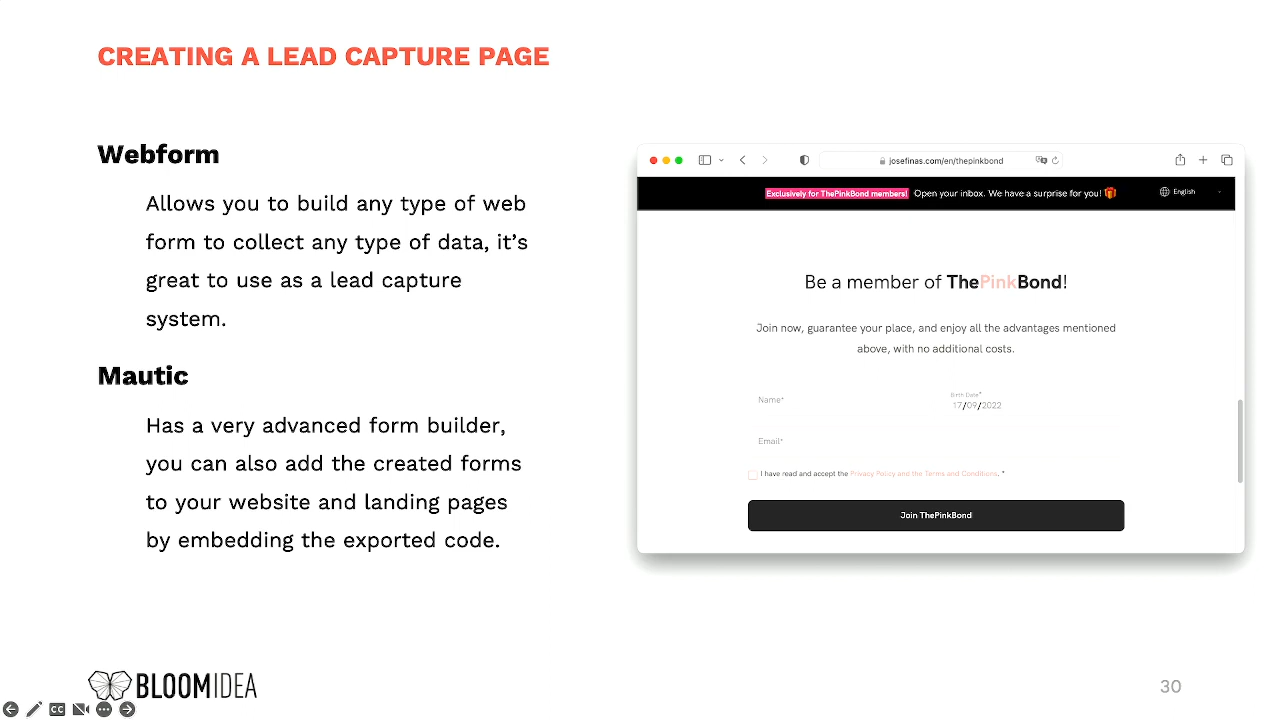 CREATING A LEAD CAPTURE PAGE
Webform
Allows you to build any type of web
form to collect any type of data, it’s
great to use as a lead capture
system.
Mautic
Has a very advanced form builder,
you can also add the created forms
to your website and landing pages
by embedding the exported code.
josefinas.com/en/thepinkbond
Exclusively for ThePinkBond members! Open your inbox. We have a surprise for you!
English
Be a member of ThePinkBond!
Join now, guarantee your place, and enjoy all the advantages mentioned
above, with no additional costs.
Name*
Birth Date*
17/09/2022
Email*
I have read and accept the Privacy Policy and the Terms and Conditions. *
Join ThePinkBond
BLOOMIDEA
30
CC